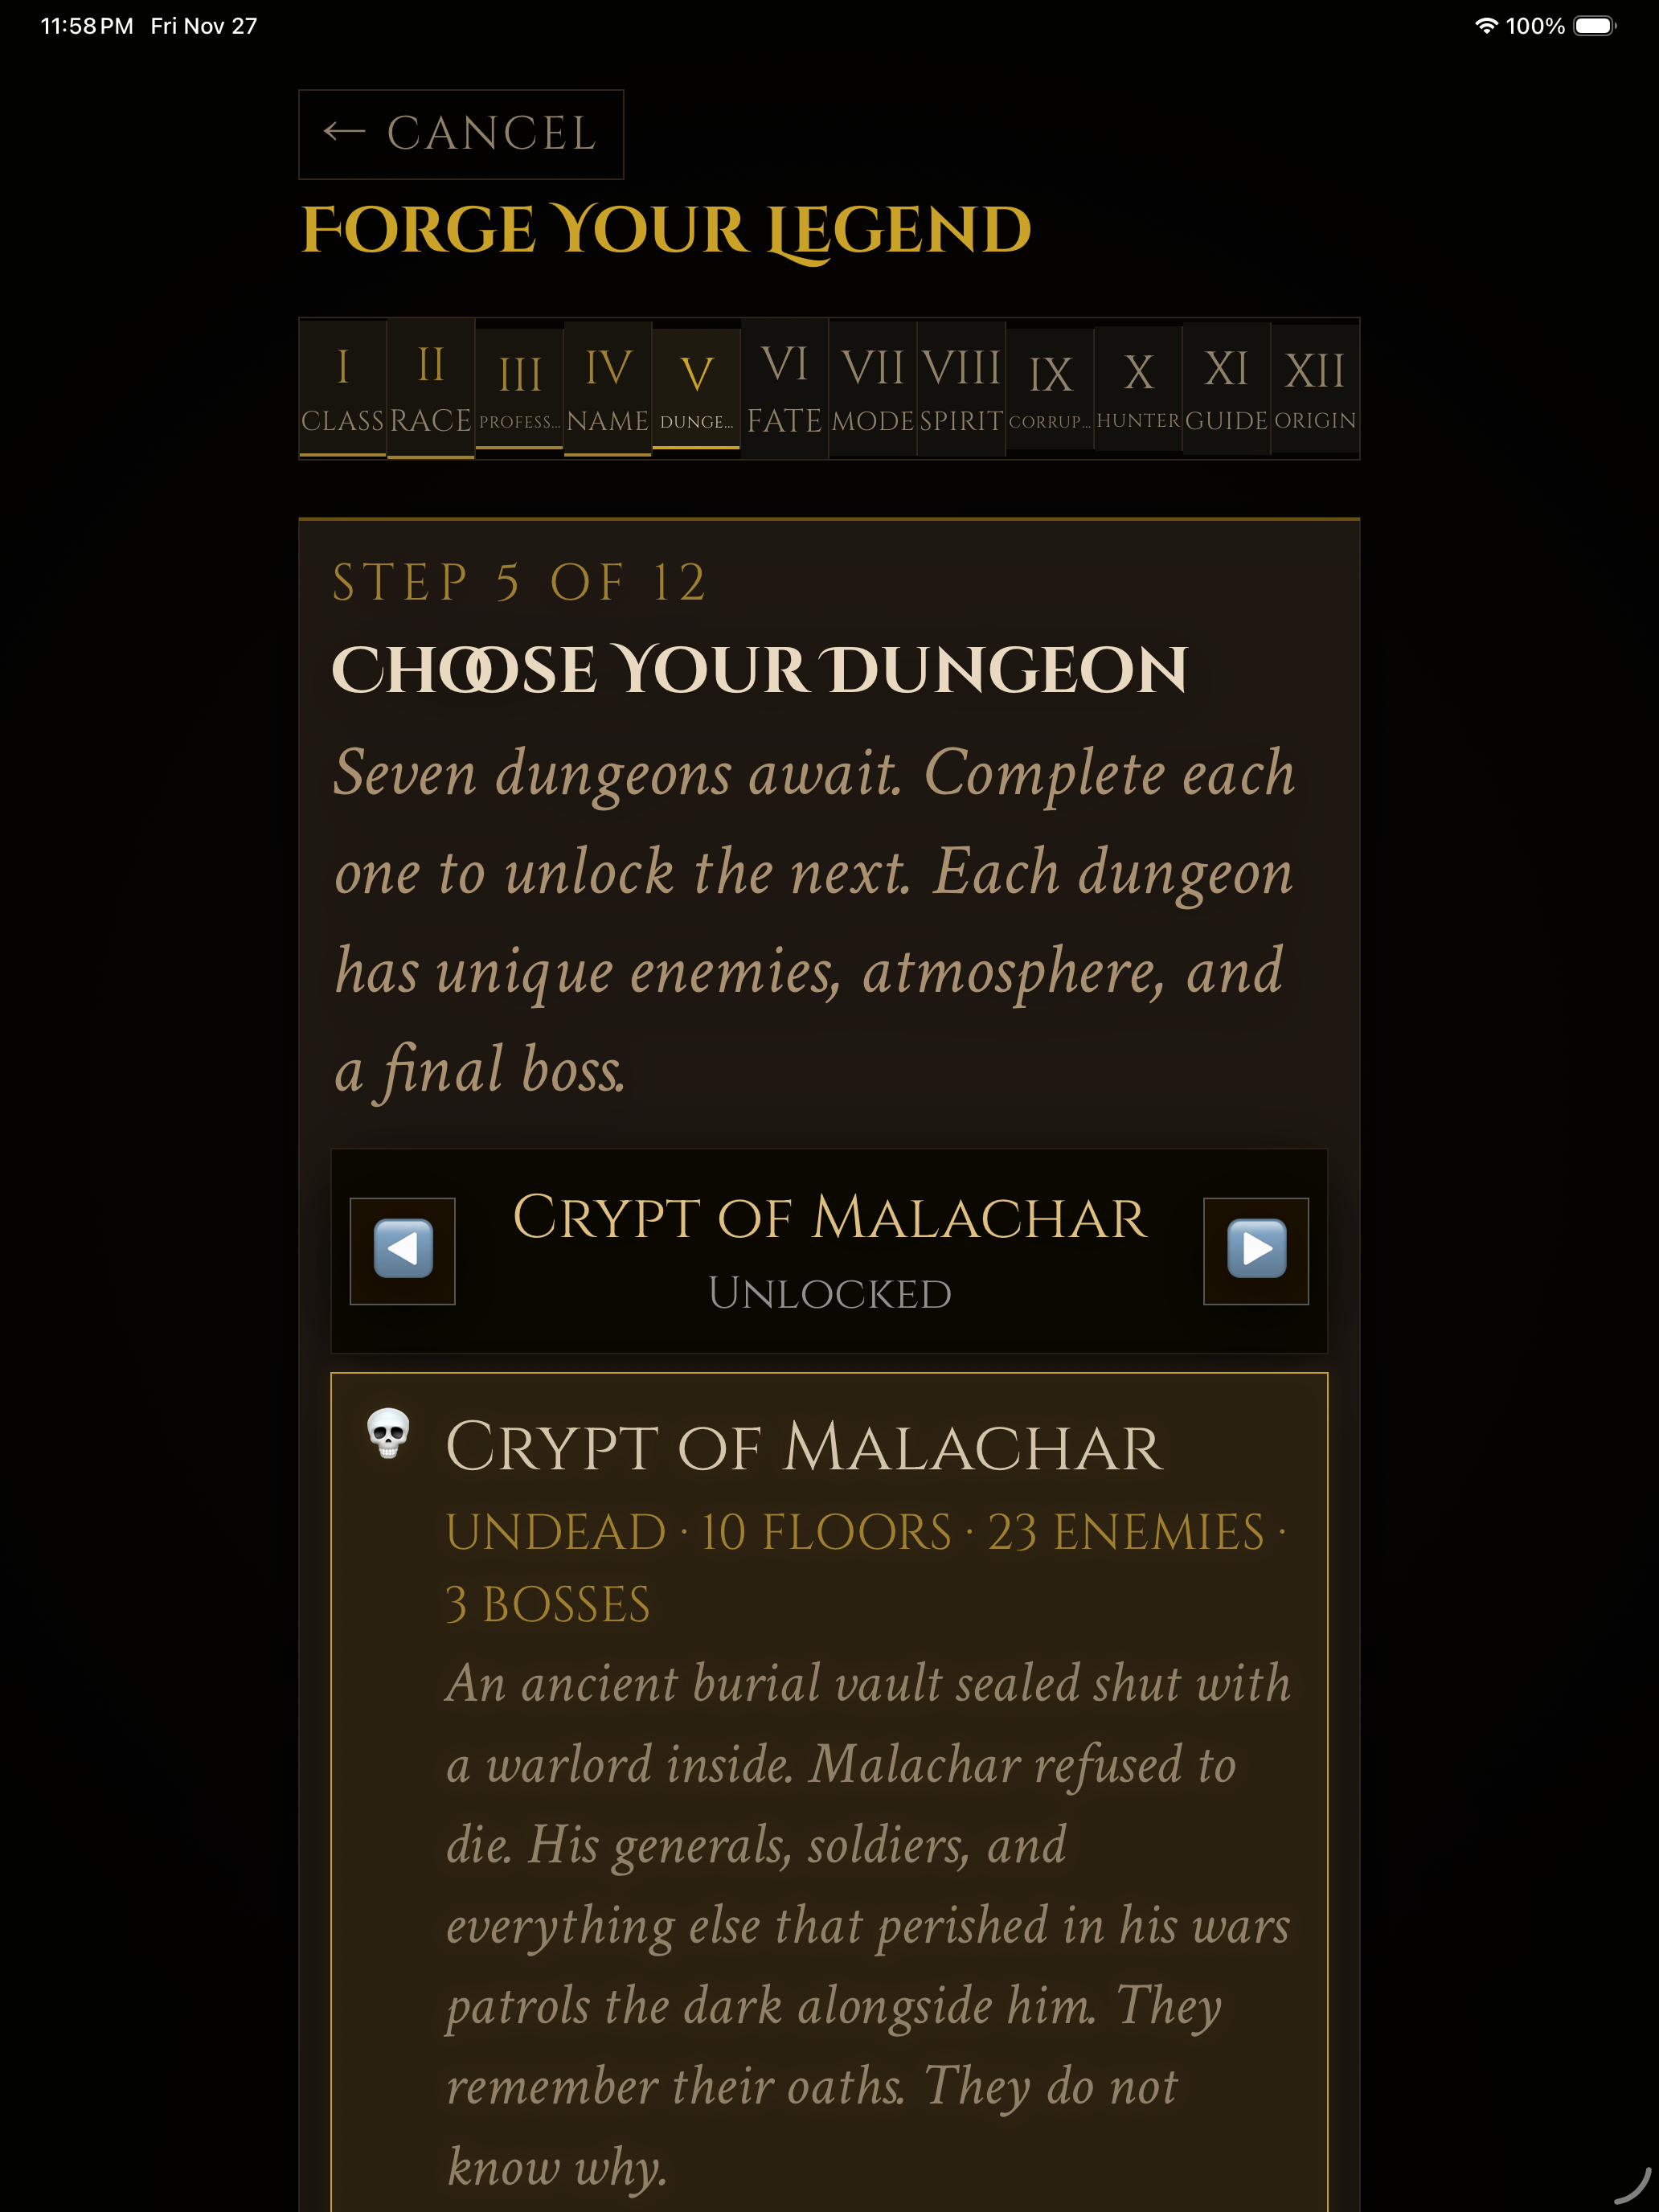 11:58 PM Fri Nov 27
100%
← CANCEL
Forge Your Legend
I II III IV V VI VII VIII IX X XI XII
CLASS RACE PROFESS... NAME DUNGE... FATE MODE SPIRIT CORRUP... HUNTER GUIDE ORIGIN
STEP 5 OF 12
Choose Your Dungeon
Seven dungeons await. Complete each
one to unlock the next. Each dungeon
has unique enemies, atmosphere, and
a final boss.
Crypt of Malachar
Unlocked
Crypt of Malachar
UNDEAD · 10 FLOORS · 23 ENEMIES ·
3 BOSSES
An ancient burial vault sealed shut with
a warlord inside. Malachar refused to
die. His generals, soldiers, and
everything else that perished in his wars
patrols the dark alongside him. They
remember their oaths. They do not
know why.